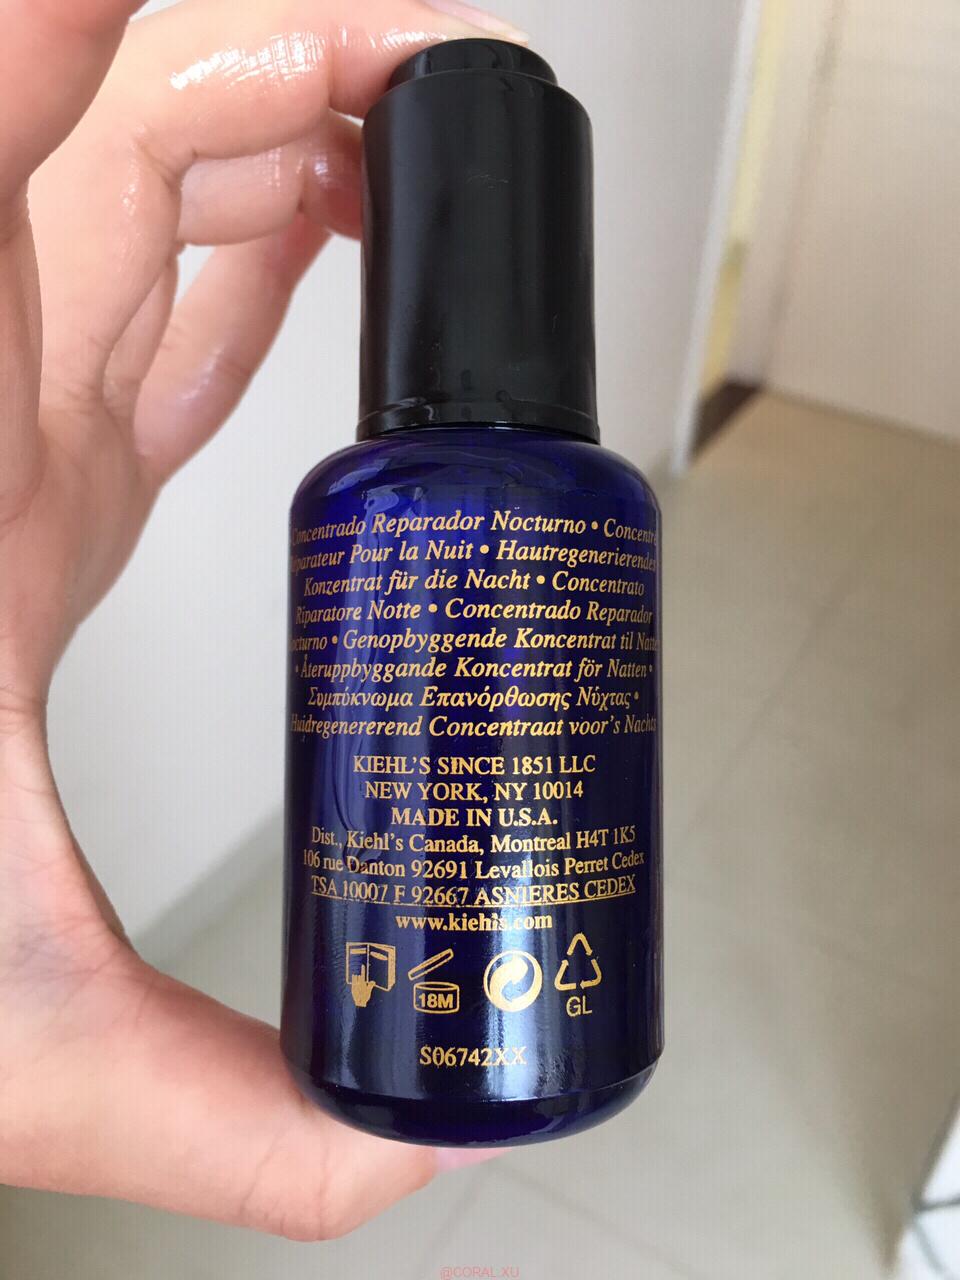 Concentrado Reparador Nocturno • Concentré
Réparateur Pour la Nuit • Hautregenerierendes
Konzentrat für die Nacht • Concentrato
Riparatore Notte • Concentrado Reparador
Nocturno • Genopbyggende Koncentrat til Natten
• Återuppbyggande Koncentrat för Natten •
Συμπύκνωμα Επανόρθωσης Νύχτας •
Huidregenererend Concentraat voor's Nachts
KIEHL'S SINCE 1851 LLC
NEW YORK, NY 10014
MADE IN U.S.A.
Dist., Kiehl's Canada, Montreal H4T 1K5
106 rue Danton 92691 Levallois Perret Cedex
TSA 10007 F 92667 ASNIERES CEDEX
www.kiehls.com
18M
GL
S06742XX
@CORAL.XU